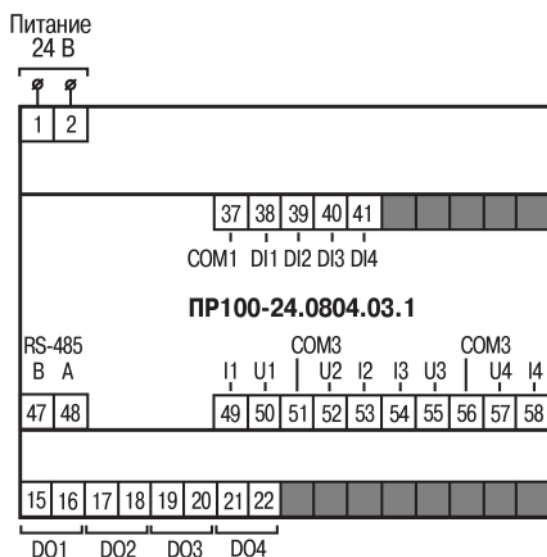 Питание
24 В
1 2
37 38 39 40 41
COM1 DI1 DI2 DI3 DI4
ПР100-24.0804.03.1
RS-485 COM3 COM3
B A I1 U1 U2 I2 I3 U3 U4 I4
47 48 49 50 51 52 53 54 55 56 57 58
15 16 17 18 19 20 21 22
DO1 DO2 DO3 DO4